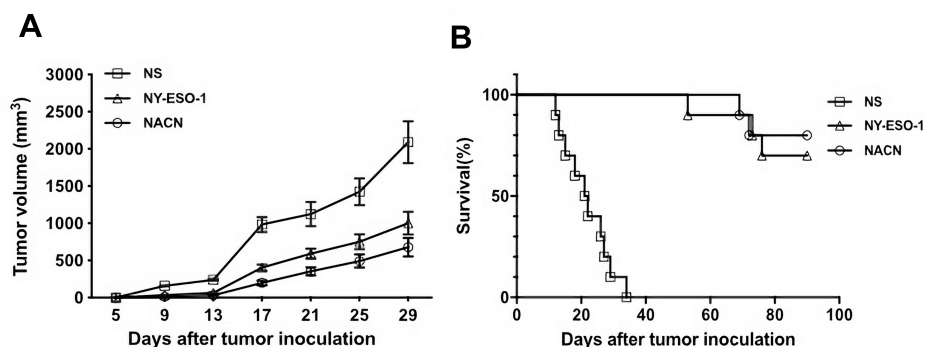 A
Tumor volume (mm³)
3000
2500
2000
1500
1000
500
0
NS
NY-ESO-1
NACN
5 9 13 17 21 25 29
Days after tumor inoculation
B
Survival(%)
100
50
0
NS
NY-ESO-1
NACN
0 20 40 60 80 100
Days after tumor inoculation